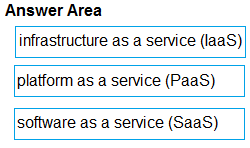 Answer Area
infrastructure as a service (IaaS)
platform as a service (PaaS)
software as a service (SaaS)